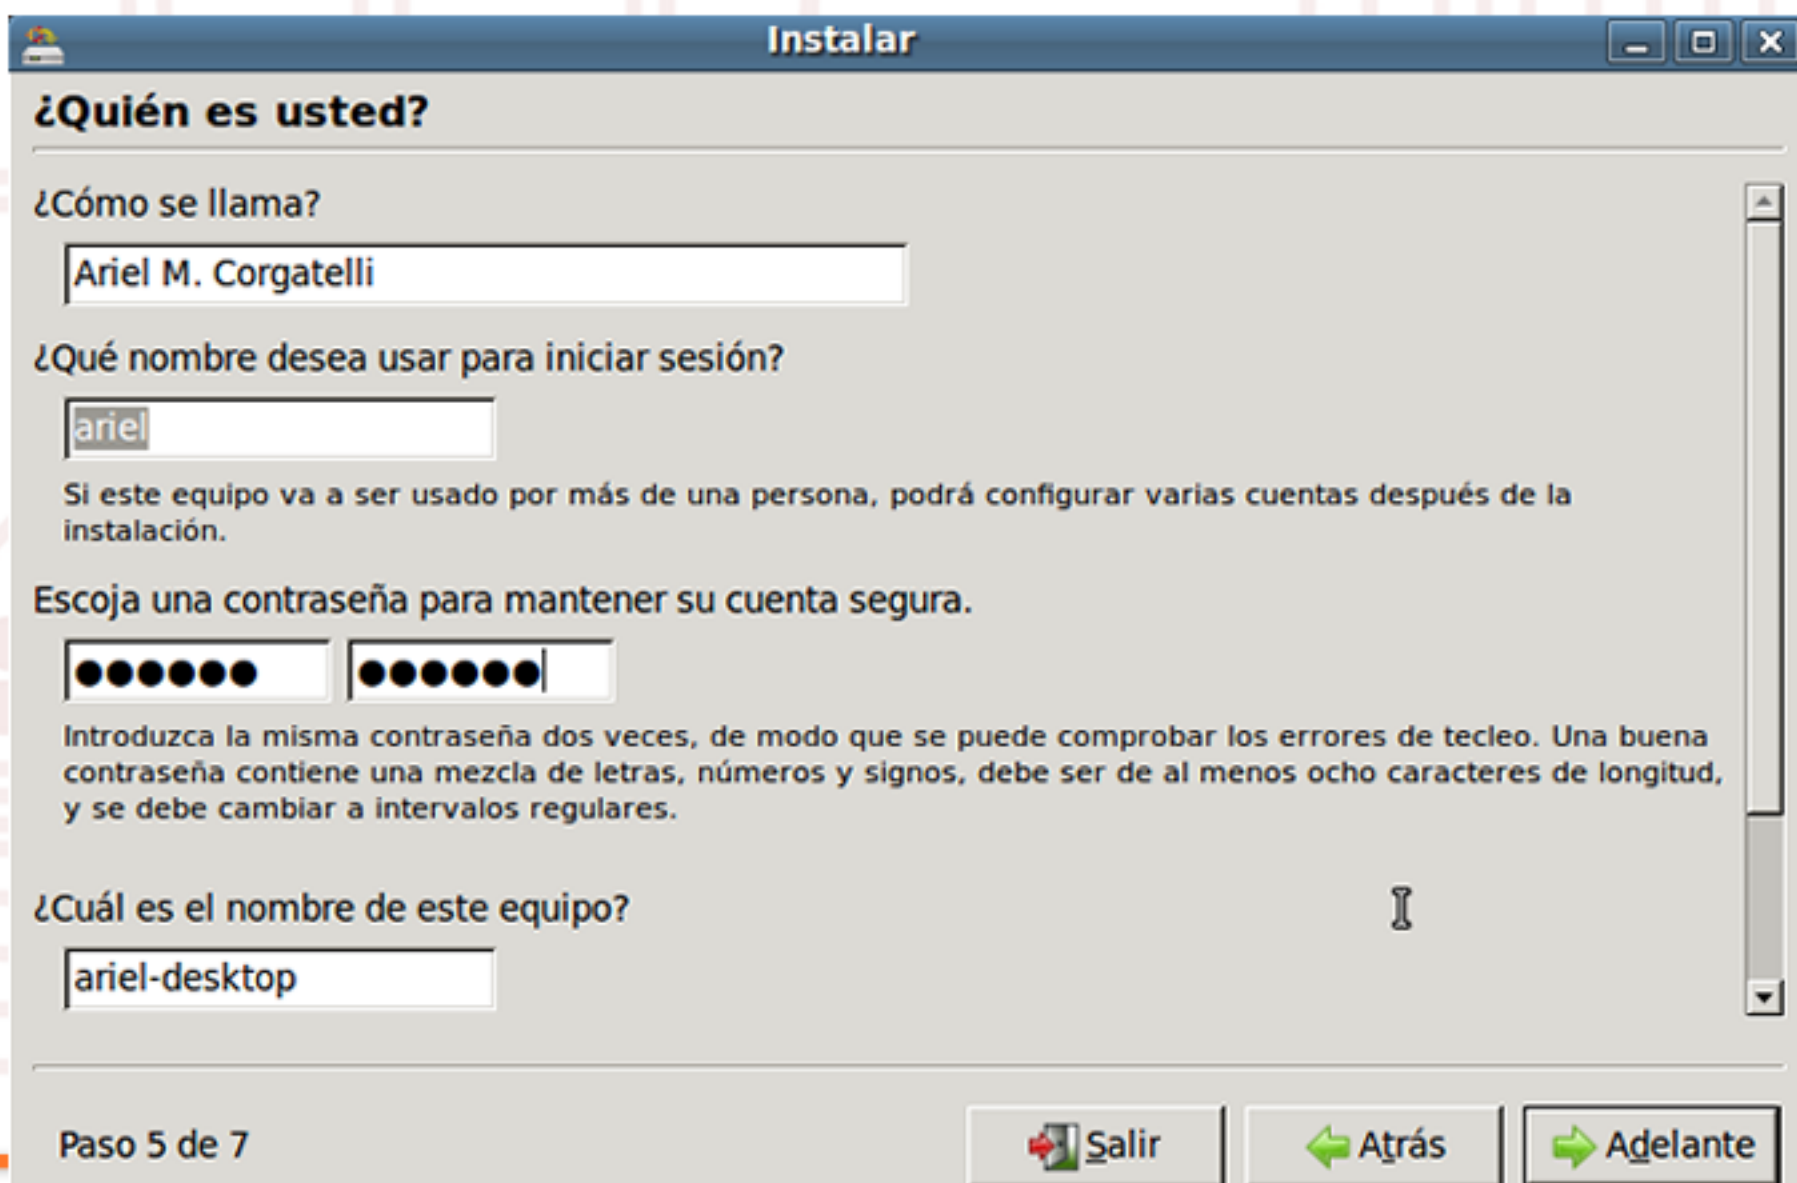 Instalar
¿Quién es usted?
¿Cómo se llama?
Ariel M. Corgatelli
¿Qué nombre desea usar para iniciar sesión?
ariel
Si este equipo va a ser usado por más de una persona, podrá configurar varias cuentas después de la
instalación.
Escoja una contraseña para mantener su cuenta segura.
●●●●●● ●●●●●●
Introduzca la misma contraseña dos veces, de modo que se puede comprobar los errores de tecleo. Una buena
contraseña contiene una mezcla de letras, números y signos, debe ser de al menos ocho caracteres de longitud,
y se debe cambiar a intervalos regulares.
¿Cuál es el nombre de este equipo?
ariel-desktop
Paso 5 de 7 Salir Atrás Adelante